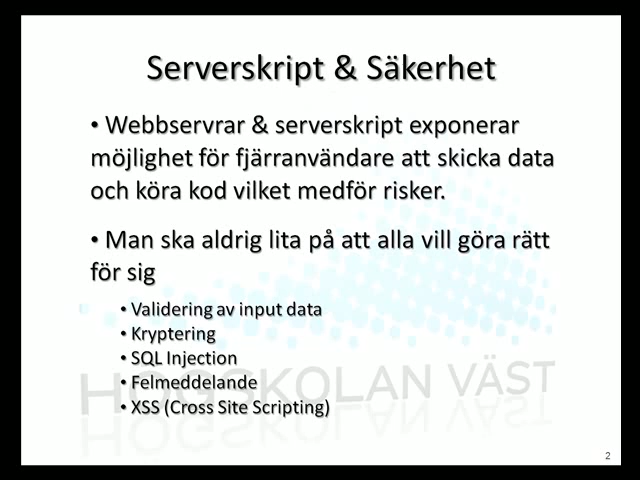 Serverskript & Säkerhet
• Webbservrar & serverskript exponerar
möjlighet för fjärranvändare att skicka data
och köra kod vilket medför risker.
• Man ska aldrig lita på att alla vill göra rätt
för sig
• Validering av input data
• Kryptering
• SQL Injection
• Felmeddelande
• XSS (Cross Site Scripting)
HÖGSKOLAN VÄST
2